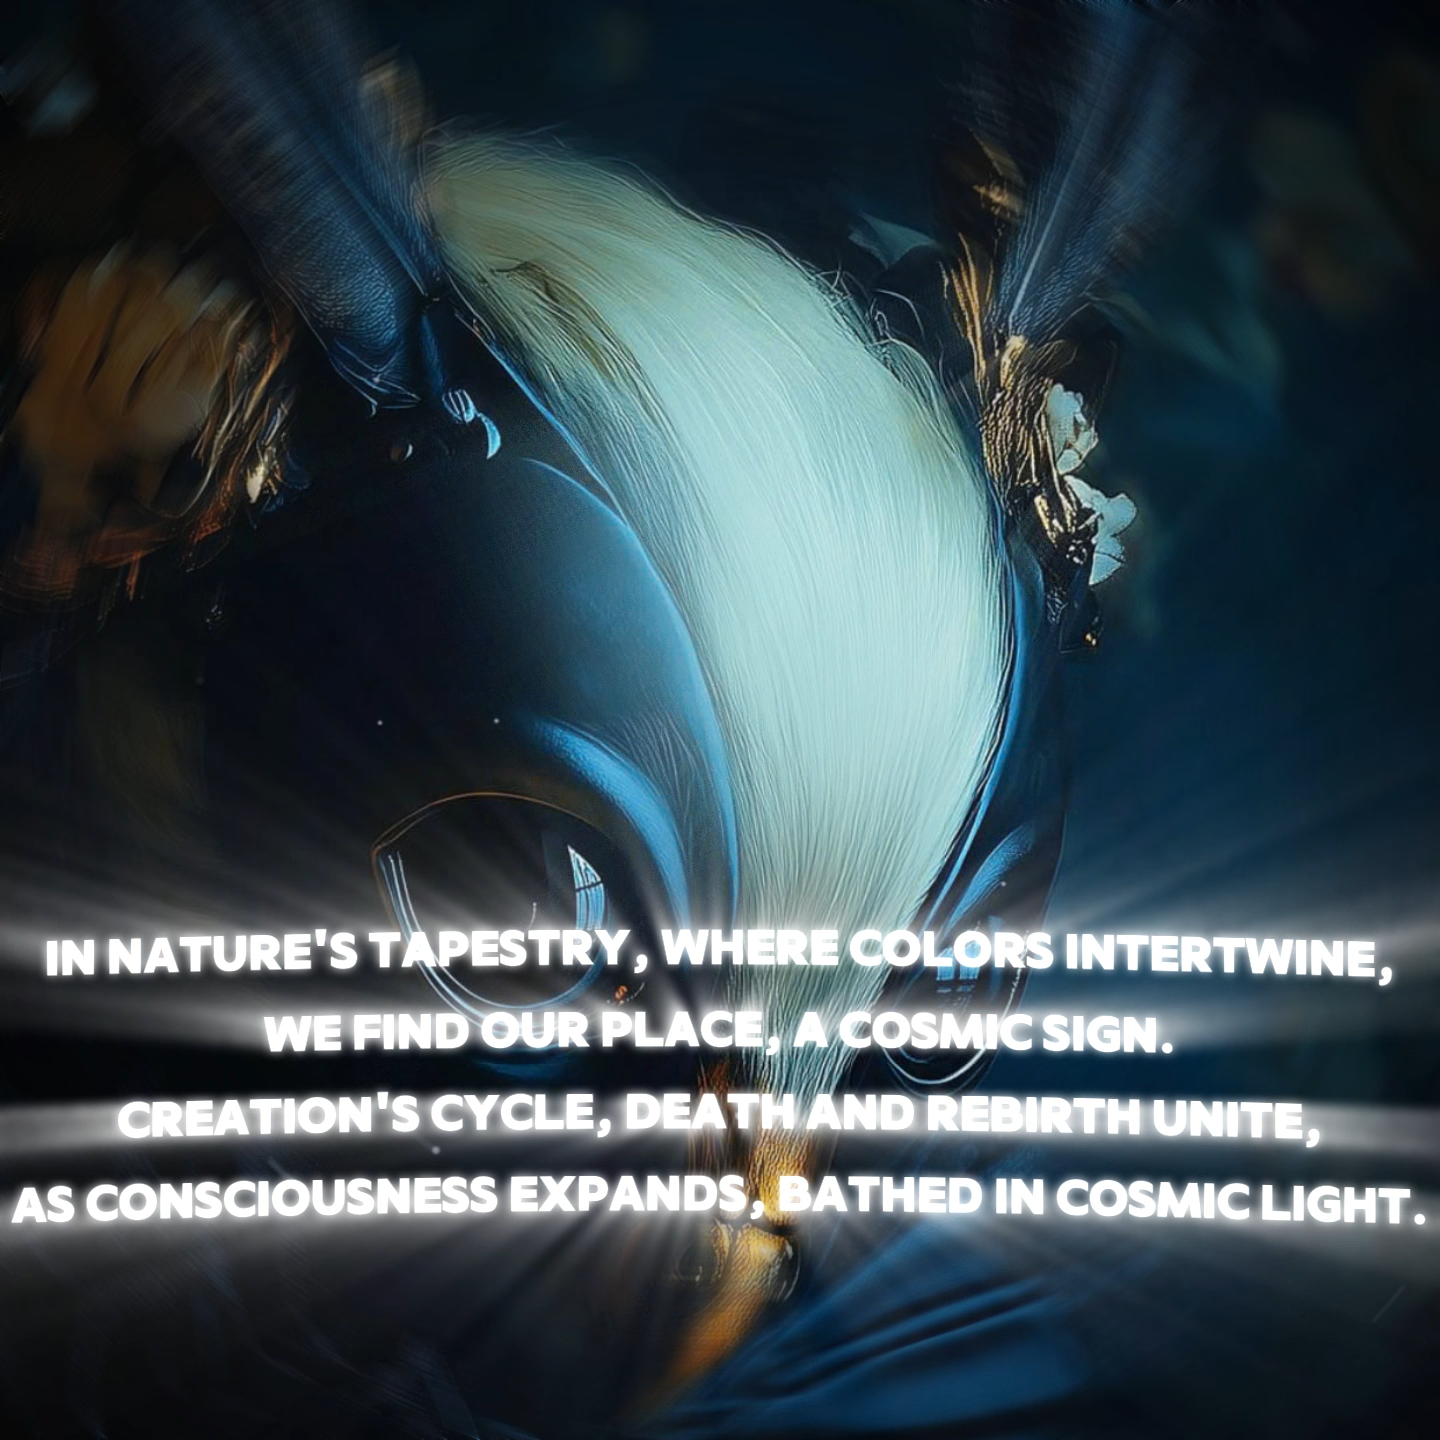 IN NATURE'S TAPESTRY, WHERE COLORS INTERTWINE,
WE FIND OUR PLACE, A COSMIC SIGN.
CREATION'S CYCLE, DEATH AND REBIRTH UNITE,
AS CONSCIOUSNESS EXPANDS, BATHED IN COSMIC LIGHT.